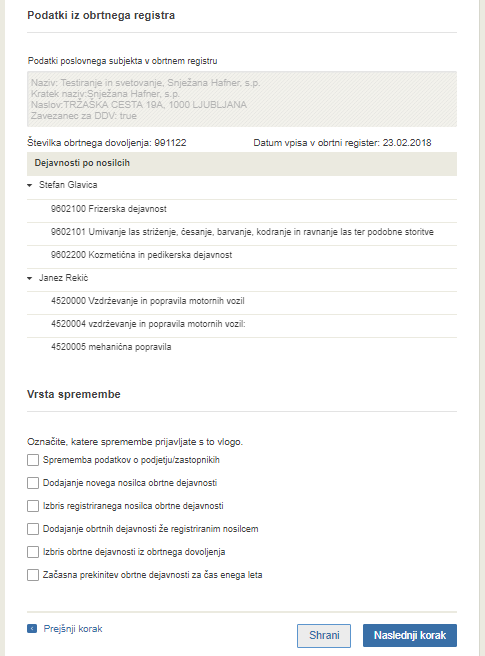 Podatki iz obrtnega registra
Podatki poslovnega subjekta v obrtnem registru
Naziv: Testiranje in svetovanje, Snježana Hafner, s.p.
Kratek naziv:Snježana Hafner, s.p.
Naslov:TRŽAŠKA CESTA 19A, 1000 LJUBLJANA
Zavezanec za DDV: true
Številka obrtnega dovoljenja: 991122 Datum vpisa v obrtni register: 23.02.2018
Dejavnosti po nosilcih
Stefan Glavica
9602100 Frizerska dejavnost
9602101 Umivanje las striženje, česanje, barvanje, kodranje in ravnanje las ter podobne storitve
9602200 Kozmetična in pedikerska dejavnost
Janez Rekić
4520000 Vzdrževanje in popravila motornih vozil
4520004 vzdrževanje in popravila motornih vozil:
4520005 mehanična popravila
Vrsta spremembe
Označite, katere spremembe prijavljate s to vlogo.
Sprememba podatkov o podjetju/zastopnikih
Dodajanje novega nosilca obrtne dejavnosti
Izbris registriranega nosilca obrtne dejavnosti
Dodajanje obrtnih dejavnosti že registriranim nosilcem
Izbris obrtne dejavnosti iz obrtnega dovoljenja
Začasna prekinitev obrtne dejavnosti za čas enega leta
Prejšnji korak
Shrani
Naslednji korak